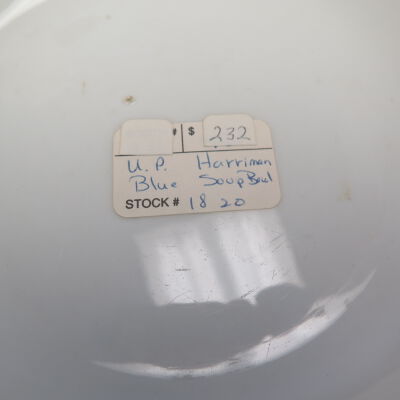 # $ 232
U.P. Harriman
Blue Soup Bowl
STOCK # 18 20